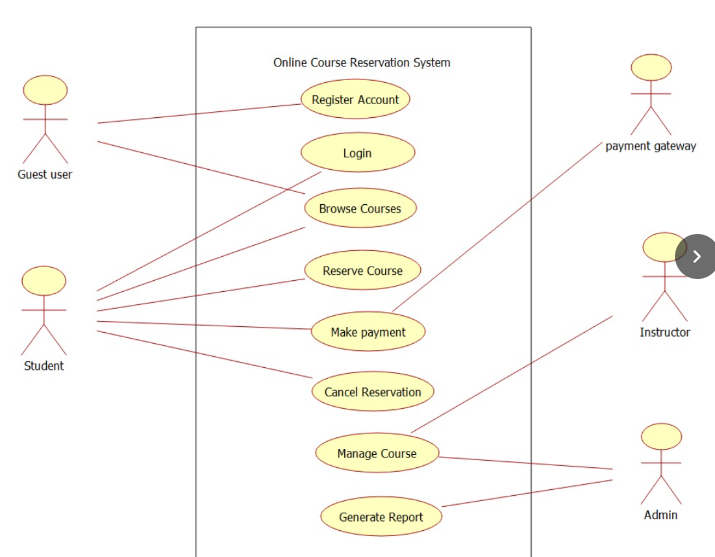 Online Course Reservation System
Register Account
payment gateway
Login
Guest user
Browse Courses
Reserve Course
Make payment
Instructor
Student
Cancel Reservation
Manage Course
Generate Report
Admin